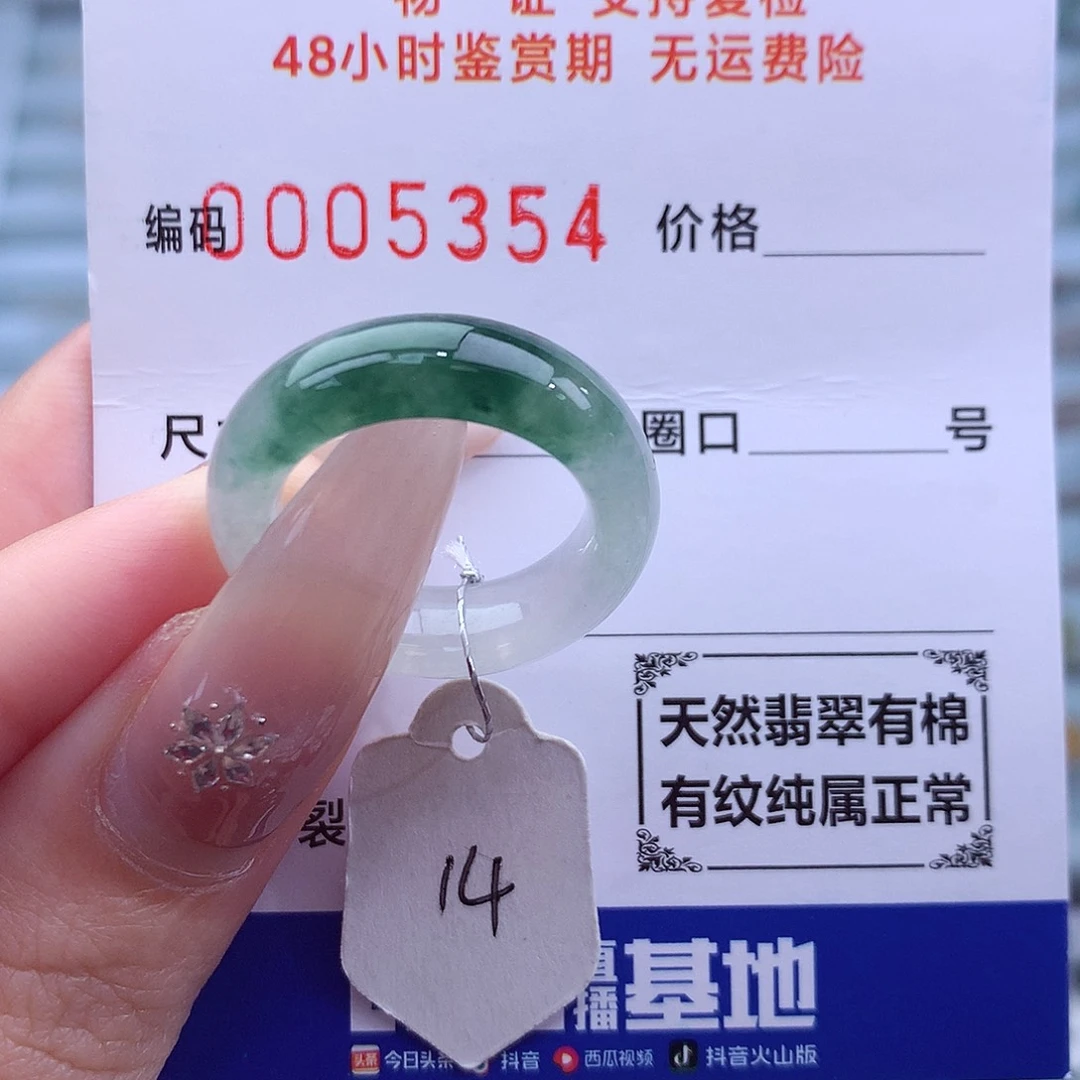 48小时鉴赏期 无运费险
编码0005354 价格
尺 圈口 号
天然翡翠有棉
有纹纯属正常
裂
14
直播基地
今日头条 抖音 西瓜视频 抖音火山版